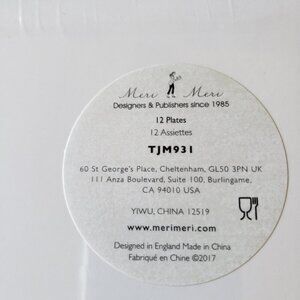 Meri Meri
Designers & Publishers since 1985
12 Plates
12 Assiettes
TJM931
60 St George's Place, Cheltenham, GL50 3PN UK
111 Anza Boulevard, Suite 100, Burlingame,
CA 94010 USA
YIWU, CHINA 12519
www.merimeri.com
Designed in England Made in China
Fabriqué en Chine ©2017